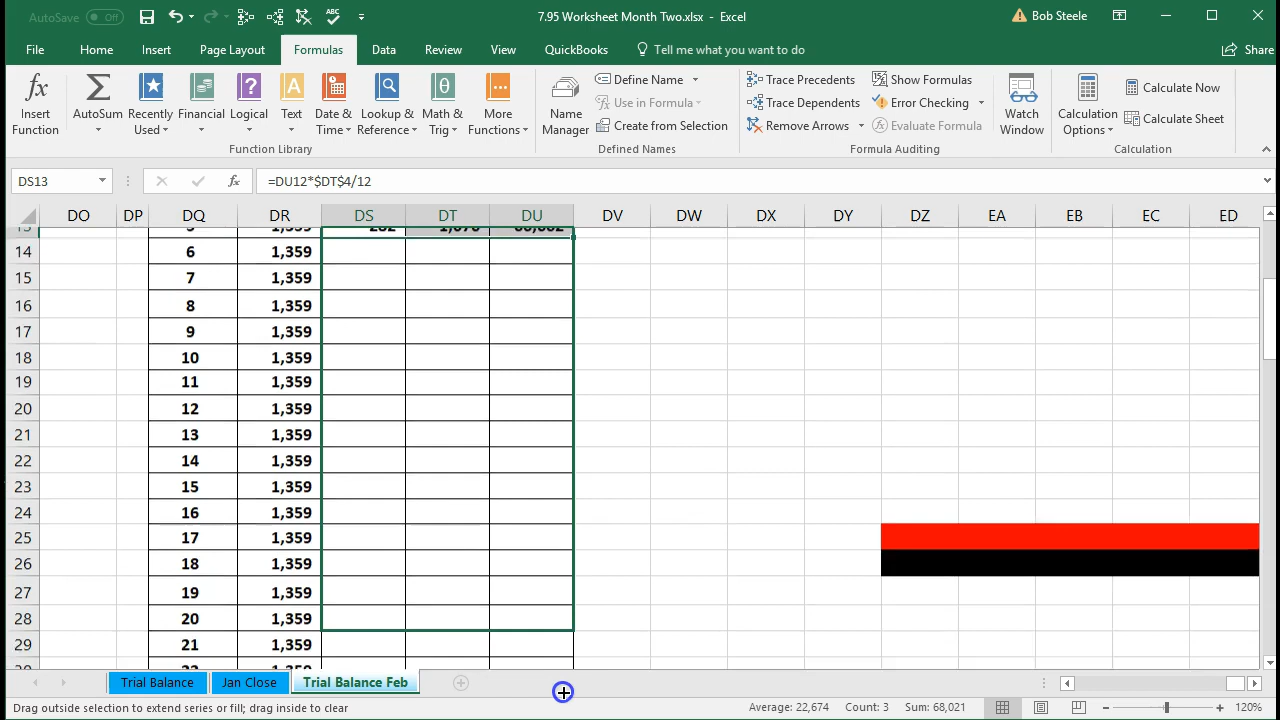 AutoSave Off 7.95 Worksheet Month Two.xlsx - Excel Bob Steele
File Home Insert Page Layout Formulas Data Review View QuickBooks Tell me what you want to do Share
fx Σ ? A θ
Insert Function AutoSum Recently Used Financial Logical Text Date & Time Lookup & Reference Math & Trig More Functions
Function Library
Name Manager
Define Name
Use in Formula
Create from Selection
Defined Names
Trace Precedents Show Formulas
Trace Dependents Error Checking
Remove Arrows Evaluate Formula
Watch Window
Formula Auditing
Calculation Options
Calculate Now
Calculate Sheet
Calculation
DS13 fx =DU12*$DT$4/12
DO DP DQ DR DS DT DU DV DW DX DY DZ EA EB EC ED
14 6 1,359
15 7 1,359
16 8 1,359
17 9 1,359
18 10 1,359
19 11 1,359
20 12 1,359
21 13 1,359
22 14 1,359
23 15 1,359
24 16 1,359
25 17 1,359
26 18 1,359
27 19 1,359
28 20 1,359
29 21 1,359
Trial Balance Jan Close Trial Balance Feb
Drag outside selection to extend series or fill; drag inside to clear Average: 22,674 Count: 3 Sum: 68,021 120%